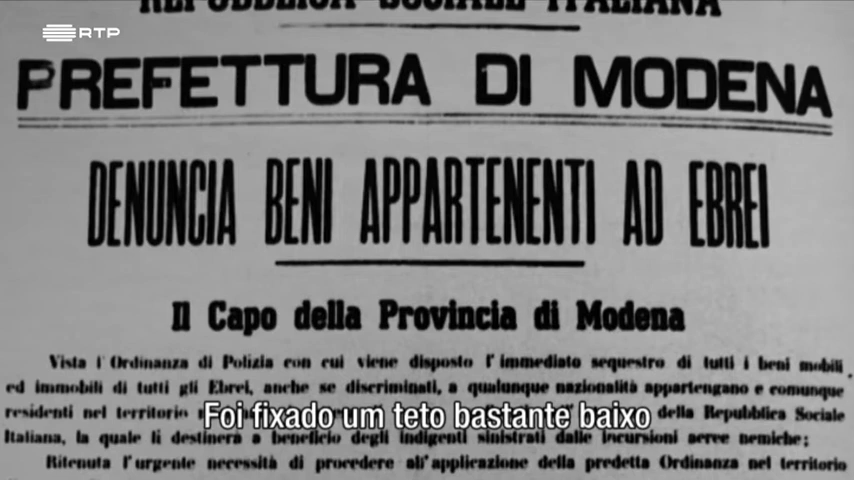 REPUBBLICA SOCIALE ITALIANA
RTP
PREFETTURA DI MODENA
DENUNCIA BENI APPARTENENTI AD EBREI
Il Capo della Provincia di Modena
Vista l'Ordinanza di Polizia con cui viene disposto l'immediato sequestro di tutti i beni mobili,
ed immobili di tutti gli Ebrei, anche se discriminati, a qualunque nazionalità appartengano e comunque
residenti nel territorio della Repubblica Sociale
Foi fixado um teto bastante baixo
Italiana, la quale li destinerà a beneficio degli indigenti sinistrati dalle incursioni aeree nemiche;
Ritenuta l'urgente necessità di procedere all'applicazione della predetta Ordinanza nel territorio